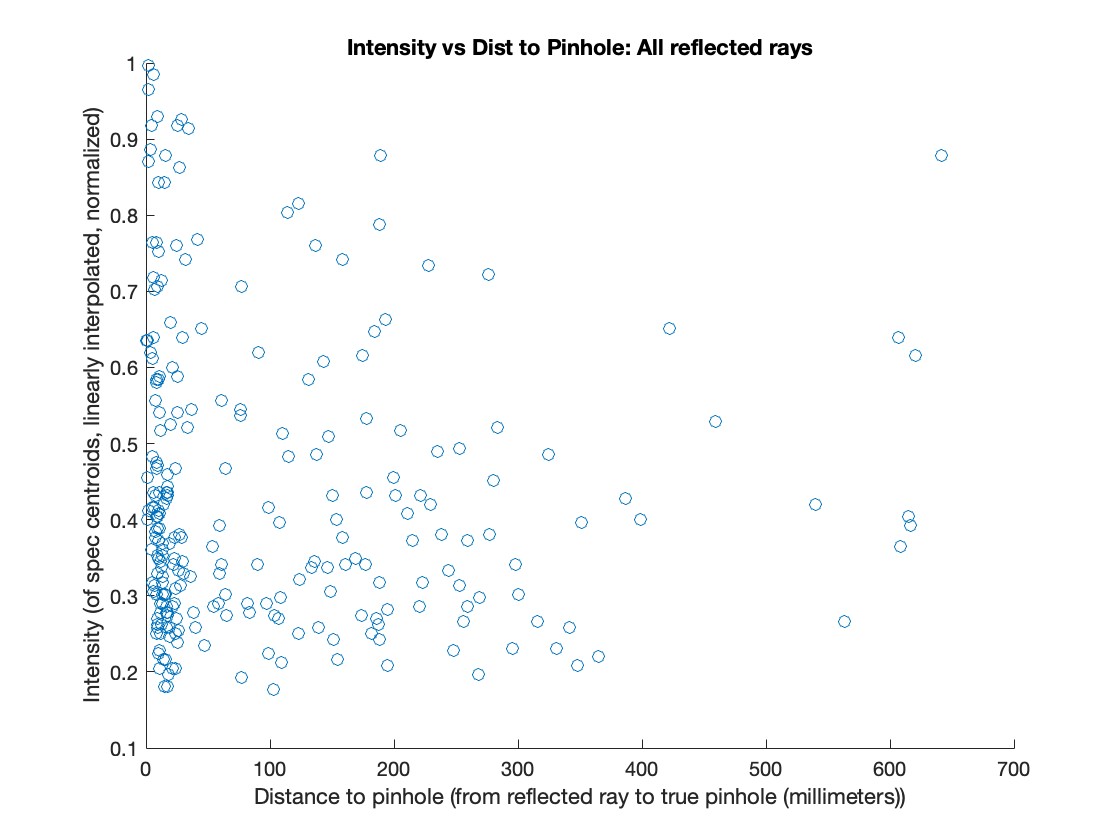 Intensity vs Dist to Pinhole: All reflected rays
Intensity (of spec centroids, linearly interpolated, normalized)
1
0.9
0.8
0.7
0.6
0.5
0.4
0.3
0.2
0.1
0 100 200 300 400 500 600 700
Distance to pinhole (from reflected ray to true pinhole (millimeters))